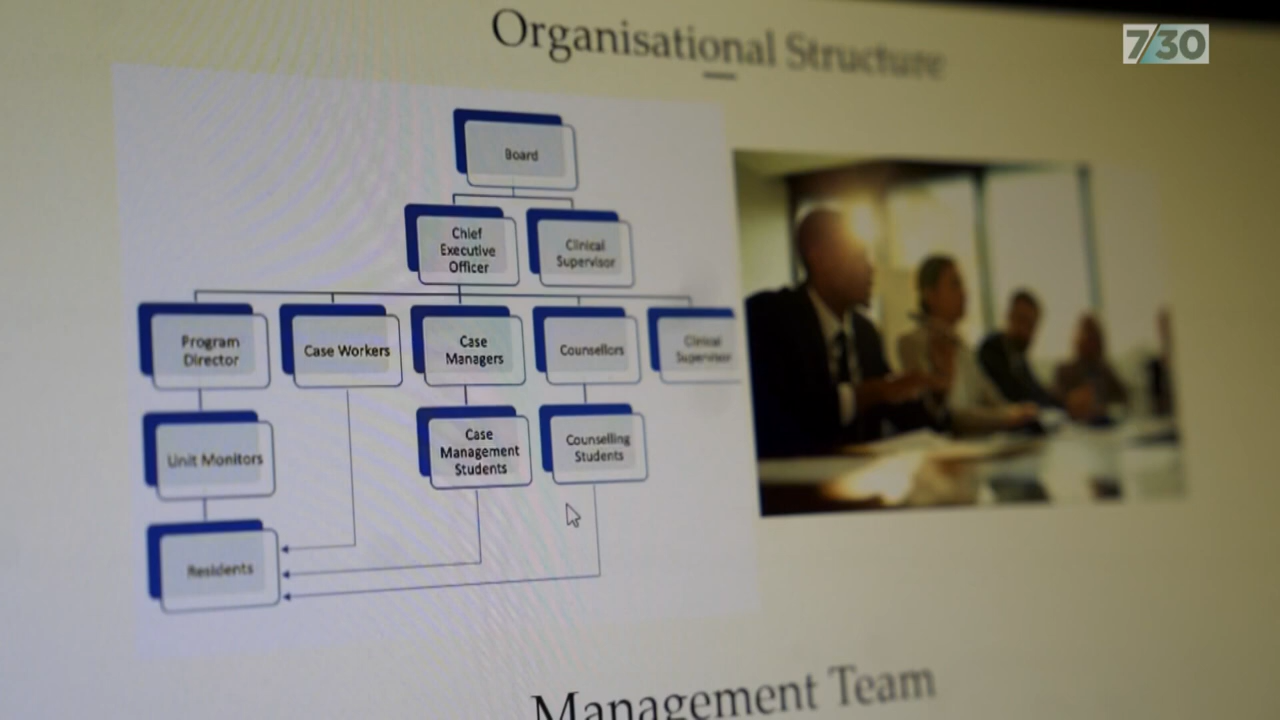 Organisational Structure
7/30
Board
Chief
Executive
Officer
Clinical
Supervisor
Program
Director
Case Workers
Case
Managers
Counsellors
Clinical
Supervisor
Unit Monitors
Case
Management
Students
Counselling
Students
Residents
Management Team